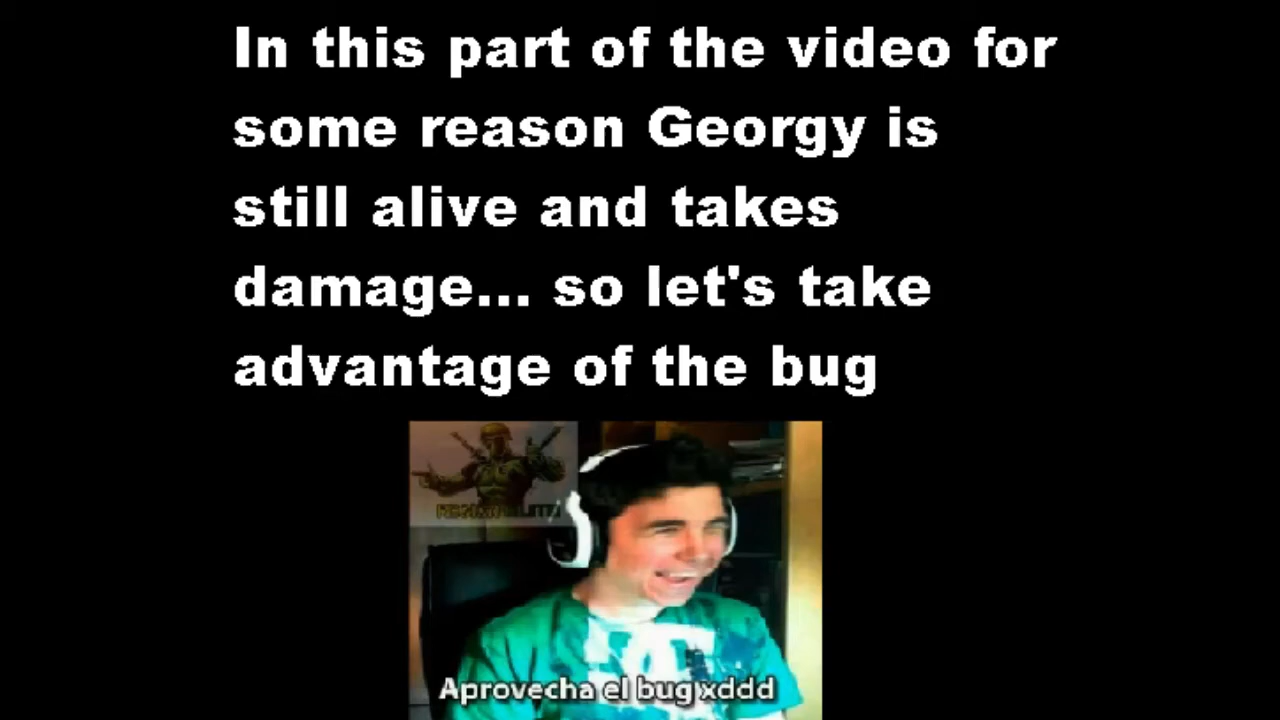 In this part of the video for
some reason Georgy is
still alive and takes
damage... so let's take
advantage of the bug
Aprovecha el bug xddd